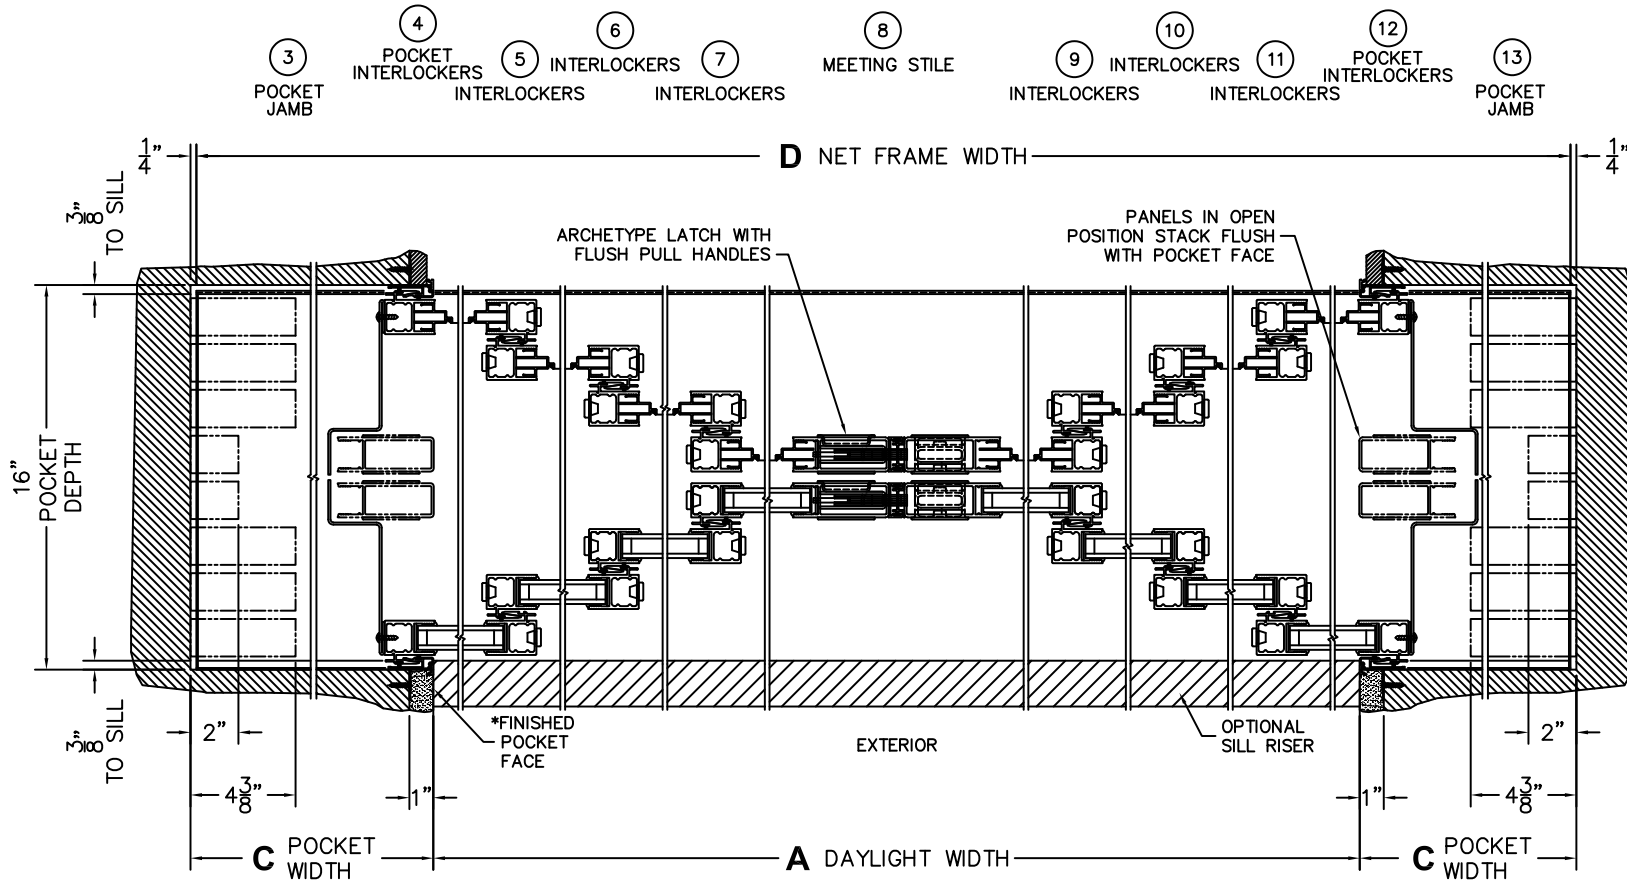 3
POCKET
JAMB
4
POCKET
INTERLOCKERS
5
INTERLOCKERS
6
INTERLOCKERS
7
INTERLOCKERS
8
MEETING STILE
9
INTERLOCKERS
10
INTERLOCKERS
11
INTERLOCKERS
12
POCKET
INTERLOCKERS
13
POCKET
JAMB
1/4"
D NET FRAME WIDTH
1/4"
3/8"
TO SILL
ARCHETYPE LATCH WITH
FLUSH PULL HANDLES
PANELS IN OPEN
POSITION STACK FLUSH
WITH POCKET FACE
16"
POCKET
DEPTH
3/8"
TO SILL
2"
*FINISHED
POCKET
FACE
EXTERIOR
OPTIONAL
SILL RISER
2"
4 3/8"
1"
1"
4 3/8"
C POCKET
WIDTH
A DAYLIGHT WIDTH
C POCKET
WIDTH